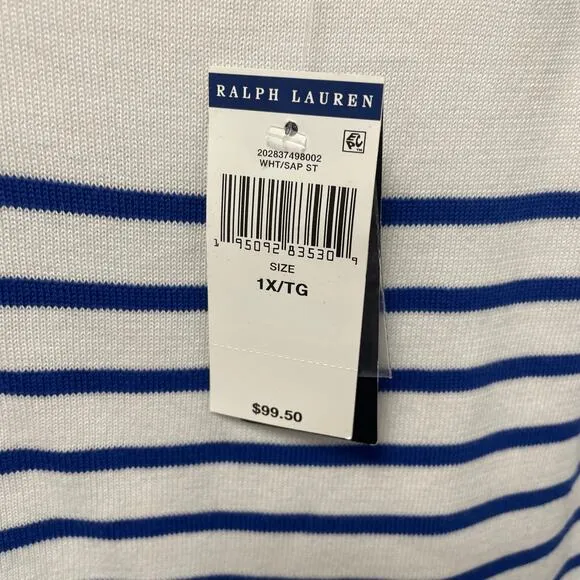 RALPH LAUREN
202837498002
WHT/SAP ST
1 95092 83530 9
SIZE
1X/TG
$99.50